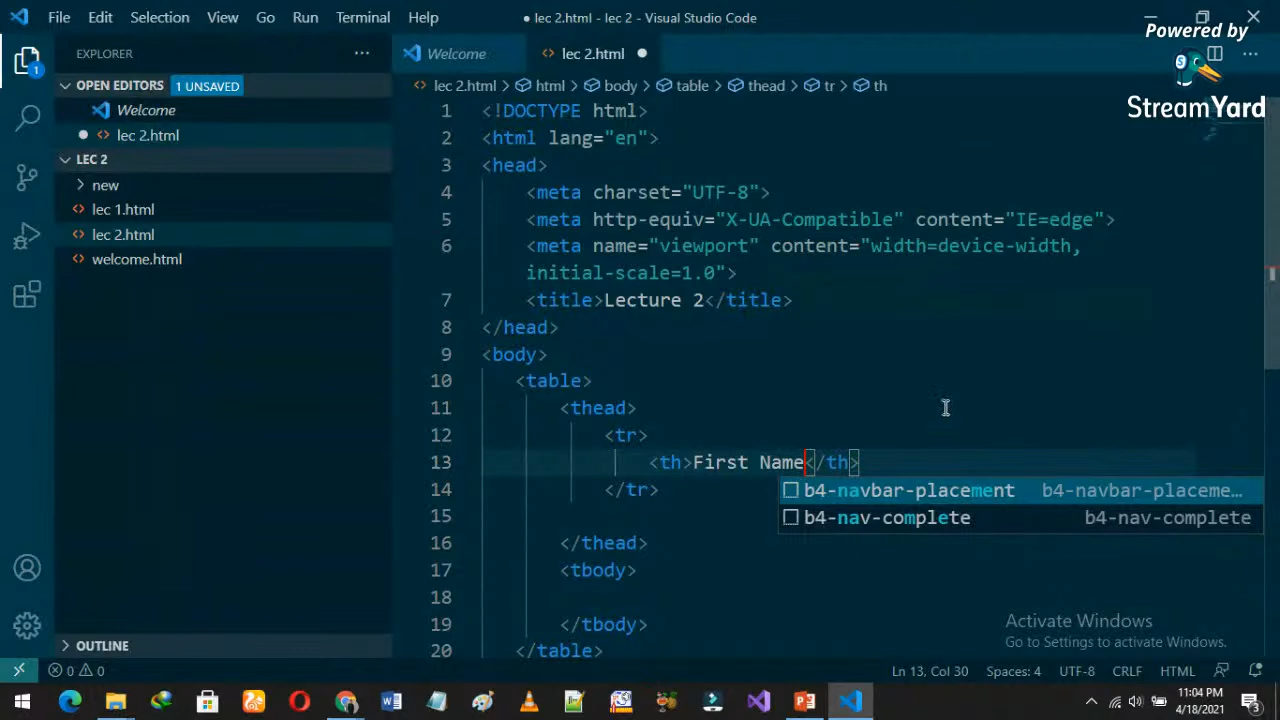 File Edit Selection View Go Run Terminal Help
● lec 2.html - lec 2 - Visual Studio Code
Powered by
StreamYard
EXPLORER
OPEN EDITORS
1 UNSAVED
Welcome
lec 2.html
LEC 2
new
lec 1.html
lec 2.html
welcome.html
OUTLINE
1
Welcome
lec 2.html
lec 2.html > html > body > table > thead > tr > th
1 <!DOCTYPE html>
2 <html lang="en">
3 <head>
4 <meta charset="UTF-8">
5 <meta http-equiv="X-UA-Compatible" content="IE=edge">
6 <meta name="viewport" content="width=device-width,
initial-scale=1.0">
7 <title>Lecture 2</title>
8 </head>
9 <body>
10 <table>
11 <thead>
12 <tr>
13 <th>First Name</th>
14 </tr>
b4-navbar-placement b4-navbar-placeme…
15
b4-nav-complete b4-nav-complete
16 </thead>
17 <tbody>
18
19 </tbody>
20 </table>
Activate Windows
Go to Settings to activate Windows.
0 0
Ln 13, Col 30 Spaces: 4 UTF-8 CRLF HTML
11:04 PM
4/18/2021
3